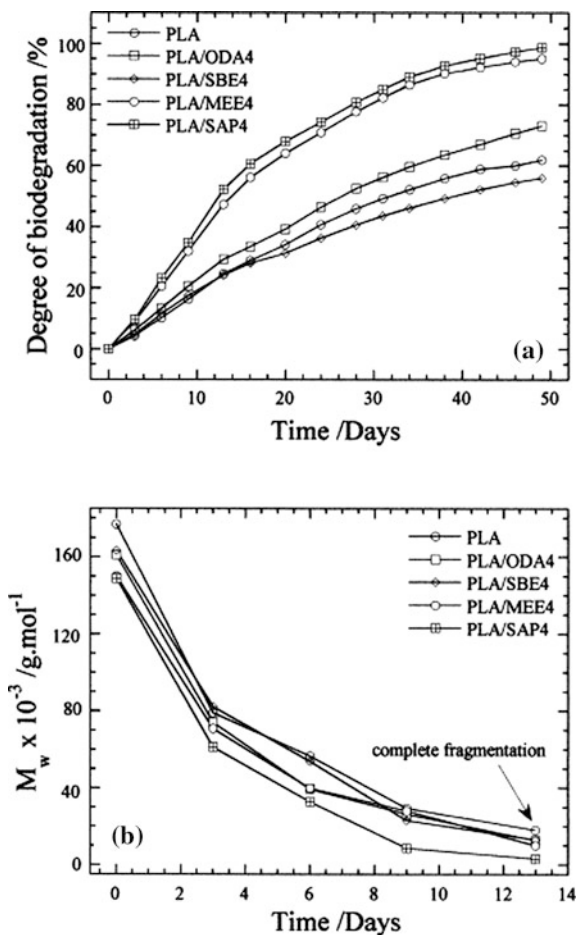 PLA
PLA/ODA4
PLA/SBE4
PLA/MEE4
PLA/SAP4
100
80
60
40
20
0
Degree of biodegradation /%
(a)
0 10 20 30 40 50
Time /Days
PLA
PLA/ODA4
PLA/SBE4
PLA/MEE4
PLA/SAP4
160
120
80
40
0
M_w x 10^-3 /g.mol^-1
complete fragmentation
(b)
0 2 4 6 8 10 12 14
Time /Days